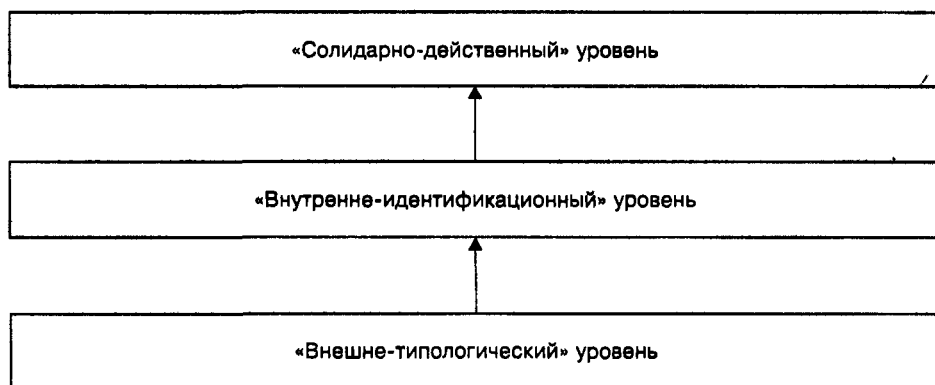 «Солидарно-действенный» уровень
«Внутренне-идентификационный» уровень
«Внешне-типологический» уровень